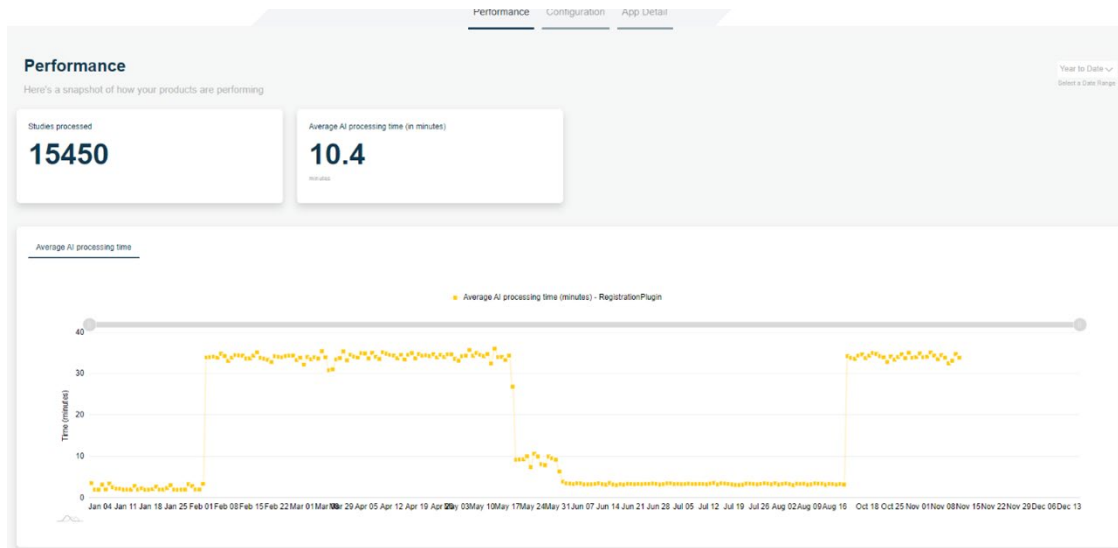 Performance Configuration App Detail
Performance
Year to Date
Here's a snapshot of how your products are performing
Select a Date Range
Studies processed
Average AI processing time (in minutes)
15450
10.4
minutes
Average AI processing time
Average AI processing time (minutes) - RegistrationPlugin
40
30
20
10
0
Time (minutes)
Jan 04 Jan 11 Jan 18 Jan 25 Feb 01 Feb 08 Feb 15 Feb 22 Mar 01 Mar 29 Apr 05 Apr 12 Apr 19 May 03 May 10 May 17 May 24 May 31 Jun 07 Jun 14 Jun 21 Jun 28 Jul 05 Jul 12 Jul 19 Jul 26 Aug 02 Aug 09 Aug 16 Oct 18 Oct 25 Nov 01 Nov 08 Nov 15 Nov 22 Nov 29 Dec 06 Dec 13